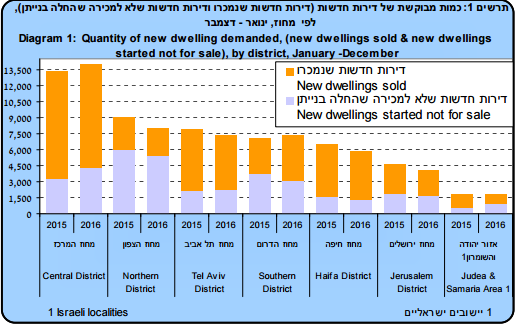 תרשים 1: כמות מבוקשת של דירות חדשות (דירות חדשות שנמכרו ודירות חדשות שלא למכירה שהחלה בנייתן),
לפי מחוז, ינואר - דצמבר
Diagram 1: Quantity of new dwelling demanded, (new dwellings sold & new dwellings
started not for sale), by district, January -December
דירות חדשות שנמכרו
New dwellings sold
דירות חדשות שלא למכירה שהחלה בנייתן
New dwellings started not for sale
13,500
12,000
10,500
9,000
7,500
6,000
4,500
3,000
1,500
0
2015 2016 2015 2016 2015 2016 2015 2016 2015 2016 2015 2016 2015 2016
מחוז המרכז
מחוז הצפון
מחוז תל אביב
מחוז הדרום
מחוז חיפה
מחוז ירושלים
אזור יהודה
והשומרון1
Central District
Northern
District
Tel Aviv
District
Southern
District
Haifa District
Jerusalem
District
Judea &
Samaria Area 1
1 Israeli localities
1 יישובים ישראליים